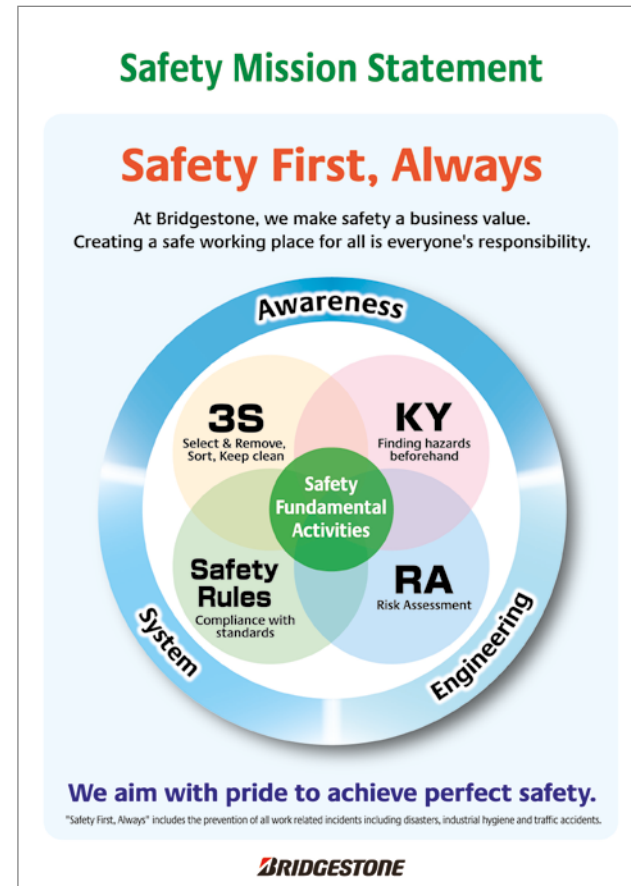 Safety Mission Statement
Safety First, Always
At Bridgestone, we make safety a business value.
Creating a safe working place for all is everyone's responsibility.
Awareness
3S
Select & Remove,
Sort, Keep clean
KY
Finding hazards
beforehand
Safety
Fundamental
Activities
Safety
Rules
Compliance with
standards
RA
Risk Assessment
System
Engineering
We aim with pride to achieve perfect safety.
"Safety First, Always" includes the prevention of all work related incidents including disasters, industrial hygiene and traffic accidents.
BRIDGESTONE